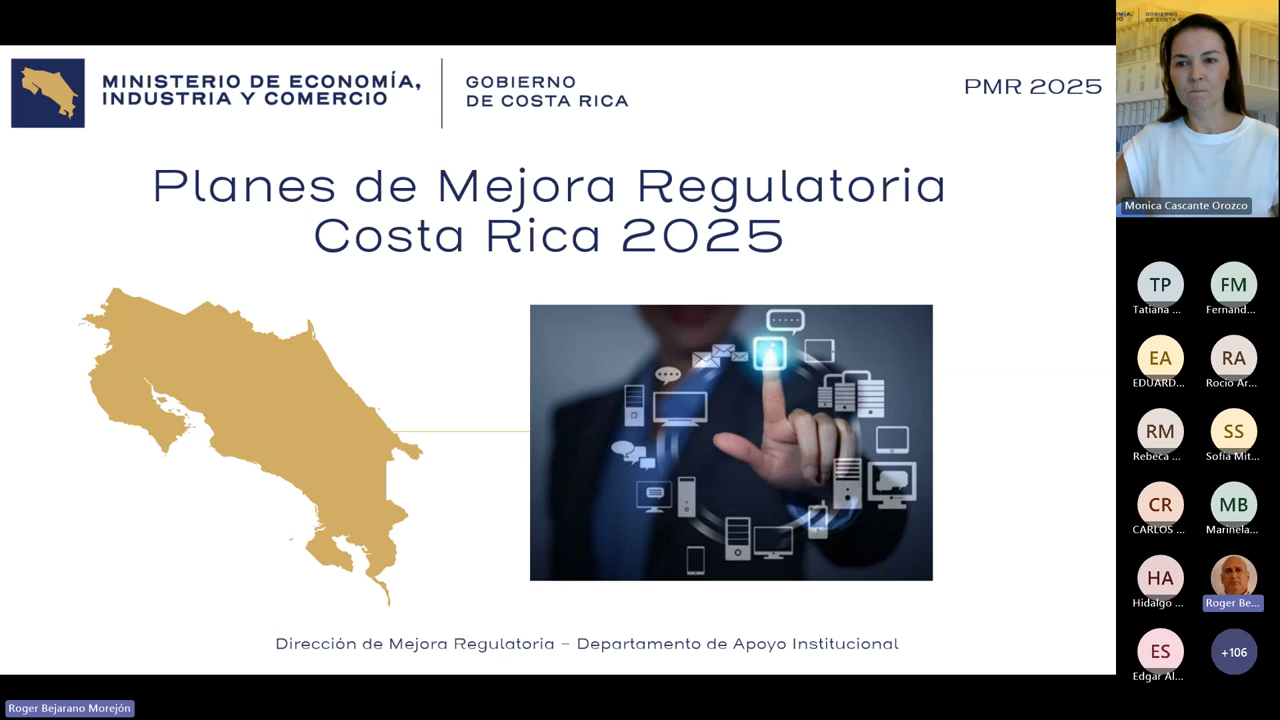 MINISTERIO DE ECONOMÍA,
INDUSTRIA Y COMERCIO
GOBIERNO
DE COSTA RICA
PMR 2025
Planes de Mejora Regulatoria
Costa Rica 2025
Dirección de Mejora Regulatoria – Departamento de Apoyo Institucional
Roger Bejarano Morejón
Monica Cascante Orozco
TP
Tatiana ...
FM
Fernand...
EA
EDUARD...
RA
Rocío Ar...
RM
Rebeca ...
SS
Sofía Mit...
CR
CARLOS ...
MB
Marinela...
HA
Hidalgo ...
Roger Be...
ES
Edgar Al...
+106